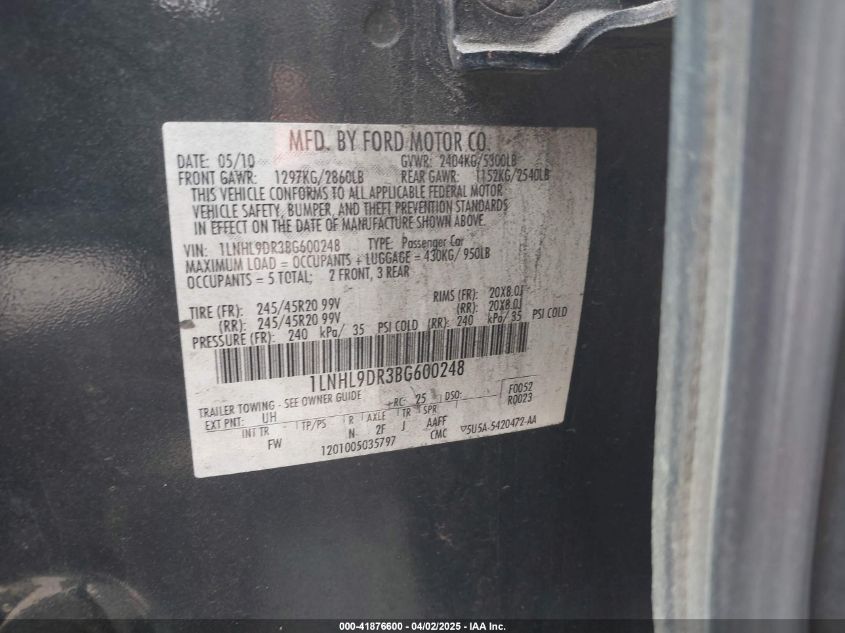 MFD. BY FORD MOTOR CO.
DATE: 05/10 GVWR: 2404KG/5300LB
FRONT GAWR: 1297KG/2860LB REAR GAWR: 1152KG/2540LB
THIS VEHICLE CONFORMS TO ALL APPLICABLE FEDERAL MOTOR
VEHICLE SAFETY, BUMPER, AND THEFT PREVENTION STANDARDS
IN EFFECT ON THE DATE OF MANUFACTURE SHOWN ABOVE.
VIN: 1LNHL9DR3BG600248 TYPE: Passenger Car
MAXIMUM LOAD = OCCUPANTS + LUGGAGE = 430KG/ 950LB
OCCUPANTS = 5 TOTAL; 2 FRONT, 3 REAR
TIRE (FR): 245/45R20 99V RIMS (FR): 20X8.0J
(RR): 245/45R20 99V (RR): 20X8.0J
PRESSURE (FR): 240 kPa/ 35 PSI COLD (RR): 240 kPa/ 35 PSI COLD
1LNHL9DR3BG600248
TRAILER TOWING - SEE OWNER GUIDE RC: 25 DSO: F0052
EXT PNT: UH R0023
INT TR TP/PS R AXLE TR SPR
FW N 2F J AAFF
1201005035797 CMC 5U5A-5420472-AA
000-41876600 - 04/02/2025 - IAA Inc.